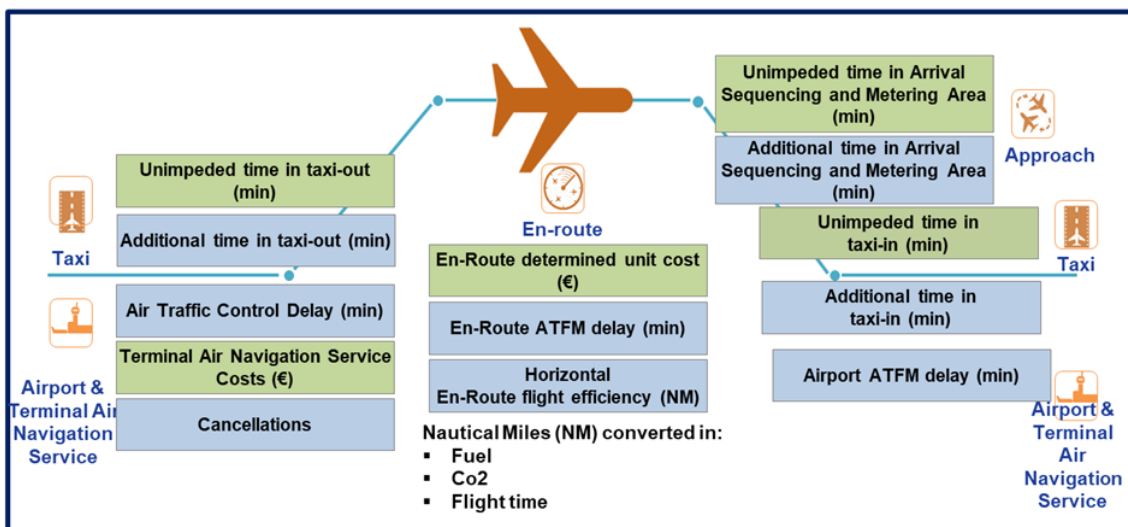 Unimpeded time in taxi-out
(min)
Additional time in taxi-out (min)
Taxi
Air Traffic Control Delay (min)
Terminal Air Navigation Service
Costs (€)
Cancellations
Airport &
Terminal Air
Navigation
Service
En-route
En-Route determined unit cost
(€)
En-Route ATFM delay (min)
Horizontal
En-Route flight efficiency (NM)
Nautical Miles (NM) converted in:
▪ Fuel
▪ Co2
▪ Flight time
Unimpeded time in Arrival
Sequencing and Metering Area
(min)
Additional time in Arrival
Sequencing and Metering Area
(min)
Approach
Unimpeded time in
taxi-in (min)
Taxi
Additional time in
taxi-in (min)
Airport ATFM delay (min)
Airport &
Terminal
Air
Navigation
Service